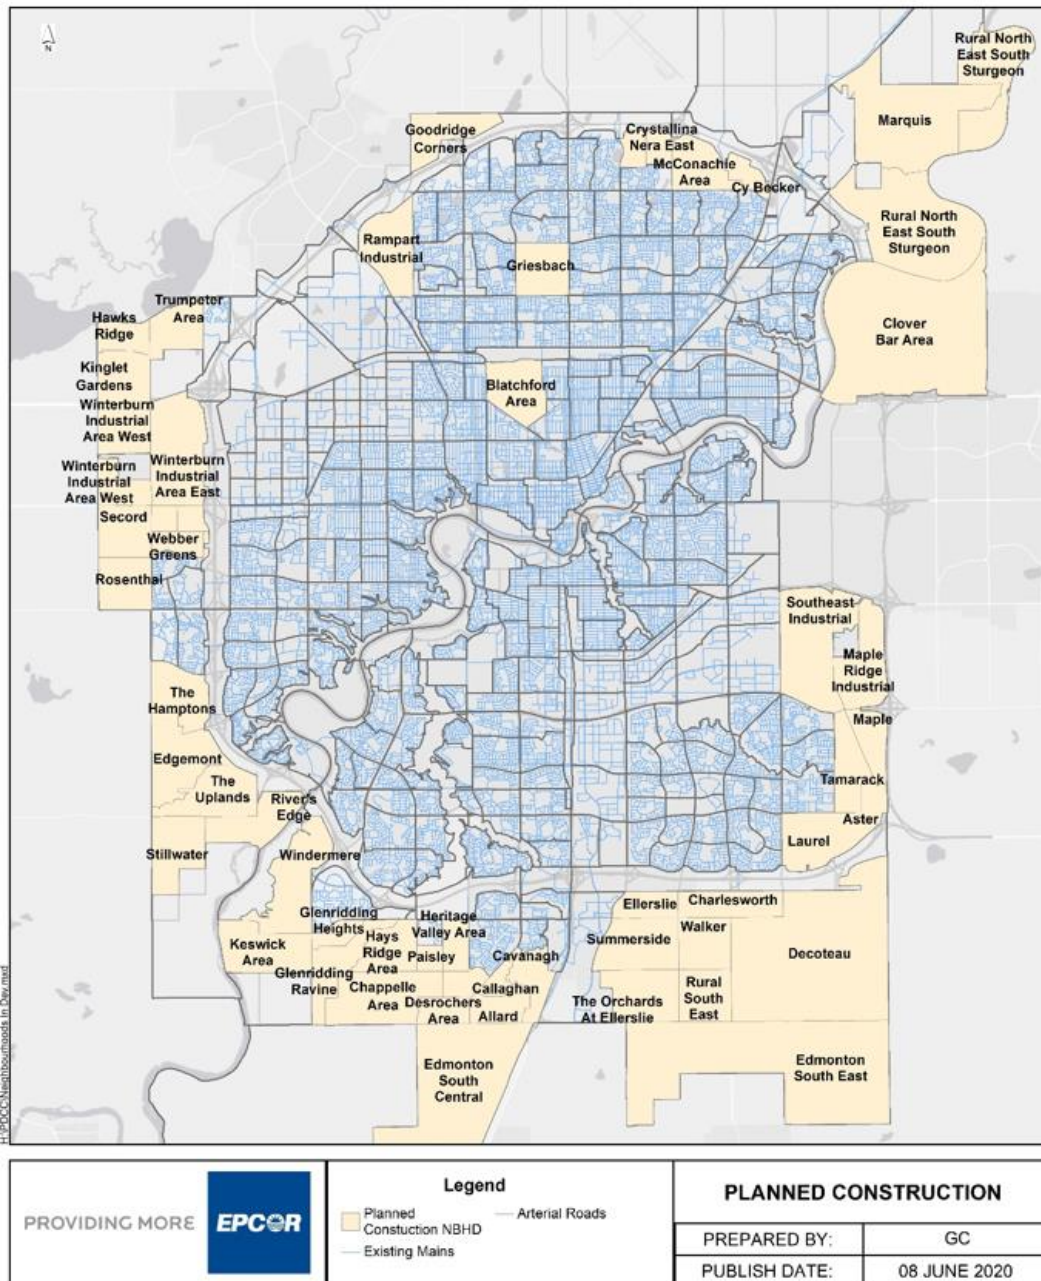 N
Rural North
East South
Sturgeon
Marquis
Goodridge
Corners
Crystallina
Nera East
McConachie
Area
Cy Becker
Rural North
East South
Sturgeon
Rampart
Industrial
Griesbach
Trumpeter
Area
Hawks
Ridge
Clover
Bar Area
Kinglet
Gardens
Blatchford
Area
Winterburn
Industrial
Area West
Winterburn
Industrial
Area West
Winterburn
Industrial
Area East
Secord
Webber
Greens
Rosenthal
Southeast
Industrial
Maple
Ridge
Industrial
The
Hamptons
Maple
Edgemont
The
Uplands
Tamarack
River's
Edge
Aster
Laurel
Stillwater
Windermere
Glenridding
Heights
Heritage
Valley Area
Ellerslie
Charlesworth
Keswick
Area
Hays
Ridge
Area
Paisley
Cavanagh
Summerside
Walker
Decoteau
Glenridding
Ravine
Chappelle
Area
Desrochers
Area
Callaghan
Allard
The Orchards
At Ellerslie
Rural
South
East
Edmonton
South
Central
Edmonton
South East
H:\PDCC\Neighbourhoods In Dev.mxd
PROVIDING MORE
EPCOR
Legend
Planned
Constuction NBHD
Arterial Roads
Existing Mains
PLANNED CONSTRUCTION
PREPARED BY:
GC
PUBLISH DATE:
08 JUNE 2020